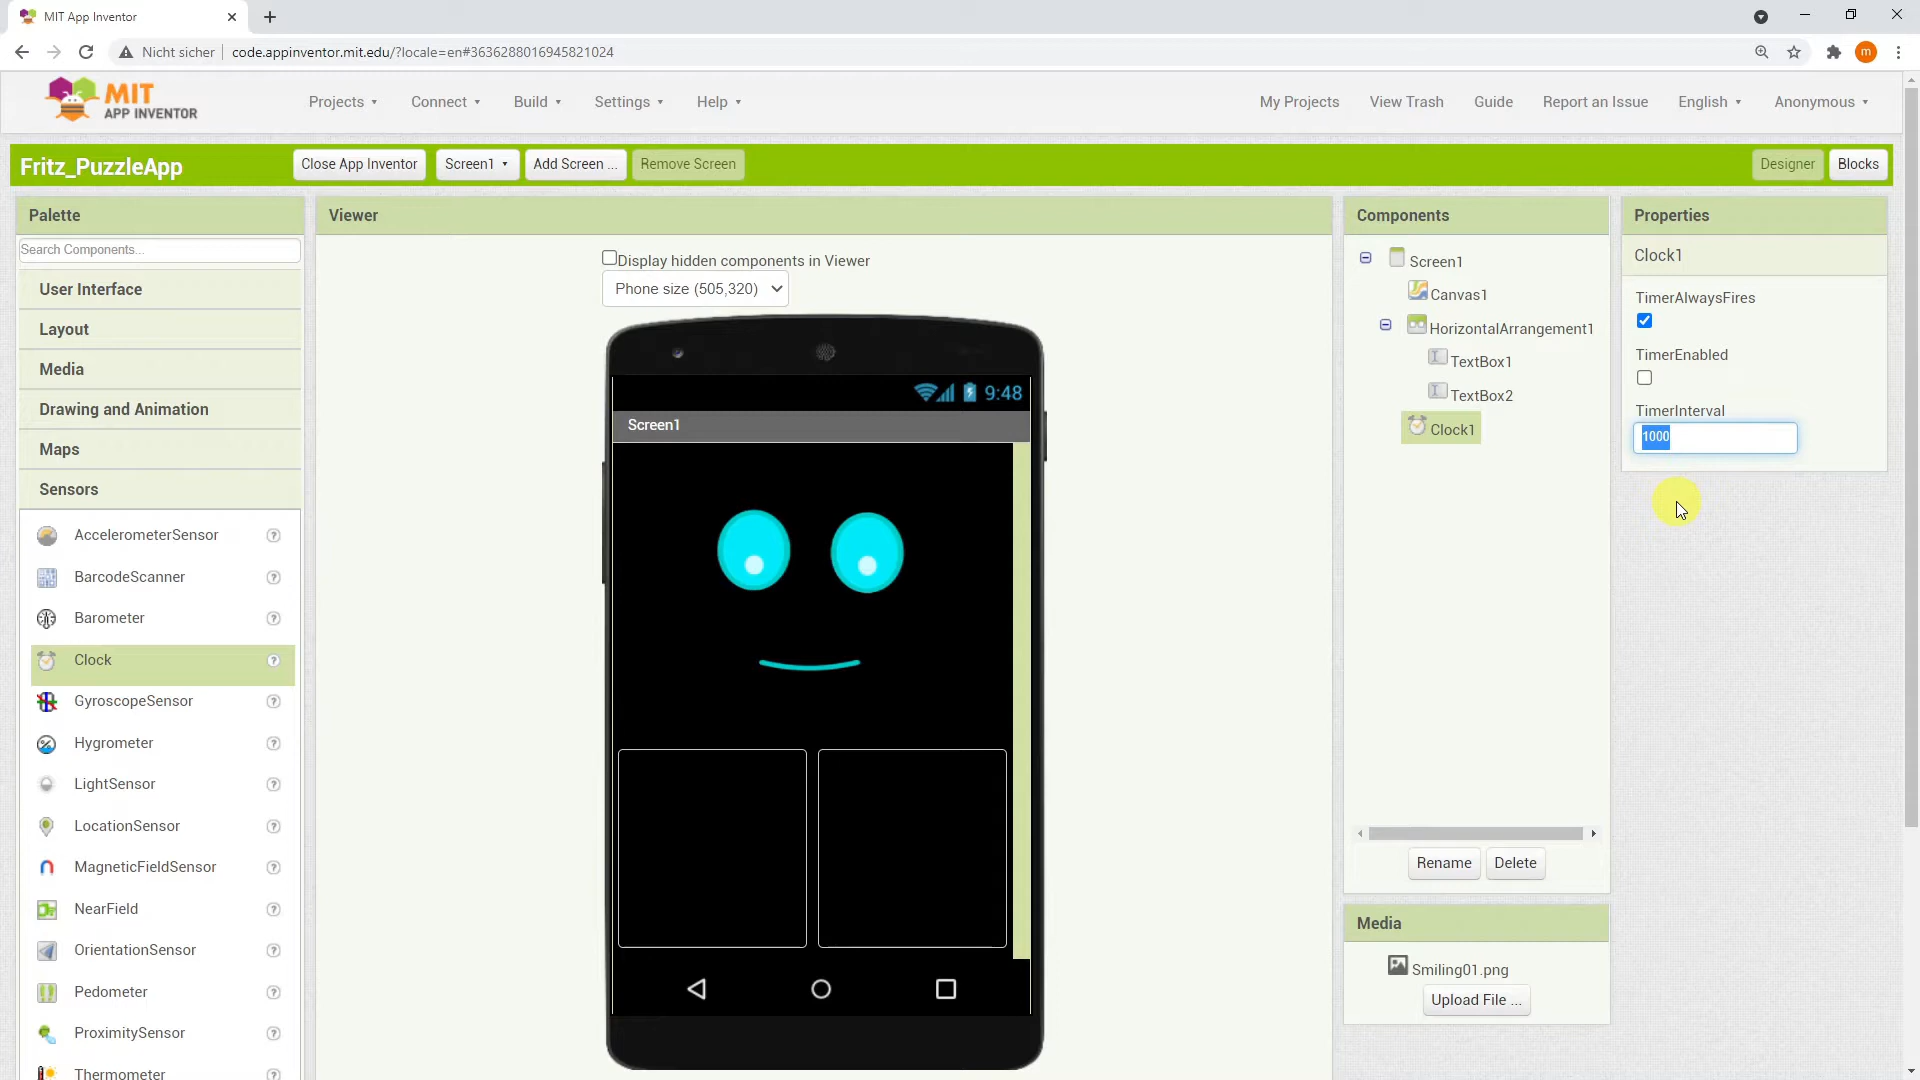 MIT App Inventor
Nicht sicher
code.appinventor.mit.edu/?locale=en#3636288016945821024
m
MIT
APP INVENTOR
Projects
Connect
Build
Settings
Help
My Projects
View Trash
Guide
Report an Issue
English
Anonymous
Fritz_PuzzleApp
Close App Inventor
Screen1
Add Screen ...
Remove Screen
Designer
Blocks
Palette
Search Components...
User Interface
Layout
Media
Drawing and Animation
Maps
Sensors
AccelerometerSensor
?
BarcodeScanner
?
Barometer
?
Clock
?
GyroscopeSensor
?
Hygrometer
?
LightSensor
?
LocationSensor
?
MagneticFieldSensor
?
NearField
?
OrientationSensor
?
Pedometer
?
ProximitySensor
?
Thermometer
?
Viewer
Display hidden components in Viewer
Phone size (505,320)
9:48
Screen1
Components
Screen1
Canvas1
HorizontalArrangement1
TextBox1
TextBox2
Clock1
Rename
Delete
Media
Smiling01.png
Upload File ...
Properties
Clock1
TimerAlwaysFires
TimerEnabled
TimerInterval
1000